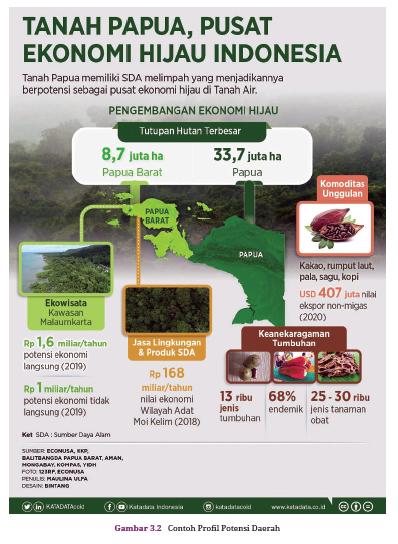 TANAH PAPUA, PUSAT
EKONOMI HIJAU INDONESIA
Tanah Papua memiliki SDA melimpah yang menjadikannya
berpotensi sebagai pusat ekonomi hijau di Tanah Air.
PENGEMBANGAN EKONOMI HIJAU
Tutupan Hutan Terbesar
8,7 juta ha
Papua Barat
33,7 juta ha
Papua
PAPUA
BARAT
PAPUA
Komoditas
Unggulan
Kakao, rumput laut,
pala, sagu, kopi
USD 407 juta nilai
ekspor non-migas
(2020)
Ekowisata
Kawasan
Malaumkarta
Rp 1,6 miliar/tahun
potensi ekonomi
langsung (2019)
Rp 1 miliar/tahun
potensi ekonomi tidak
langsung (2019)
Jasa Lingkungan
& Produk SDA
Rp 168
miliar/tahun
nilai ekonomi
Wilayah Adat
Moi Kelim (2018)
Keanekaragaman
Tumbuhan
13 ribu
jenis
tumbuhan
68%
endemik
25 - 30 ribu
jenis tanaman
obat
Ket SDA : Sumber Daya Alam
SUMBER: ECONUSA, KKP,
BALITBANGDA PAPUA BARAT, AMAN,
MONGABAY, KOMPAS, YIDH
FOTO: 123RF, ECONUSA
PENULIS: MAULINA ULFA
DESAIN: BINTANG
KATADATAcoid
Katadata Indonesia
katadatacoid
www.katadata.co.id
Gambar 3.2 Contoh Profil Potensi Daerah